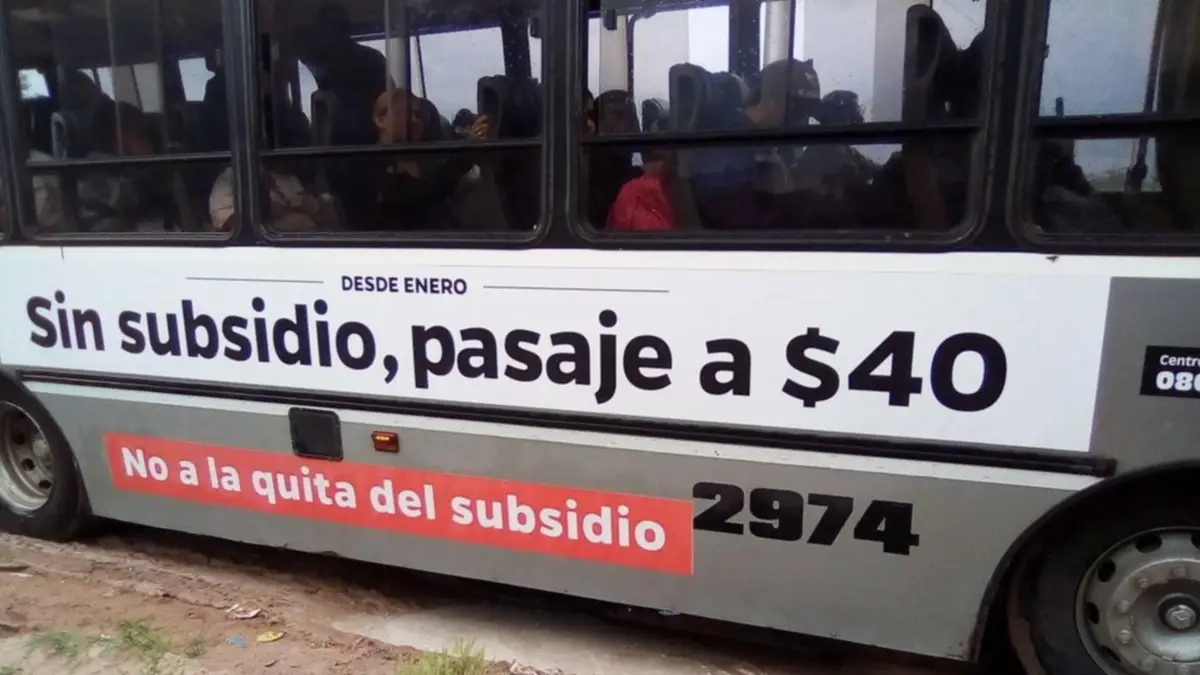 DESDE ENERO
Sin subsidio, pasaje a $40
No a la quita del subsidio
2974